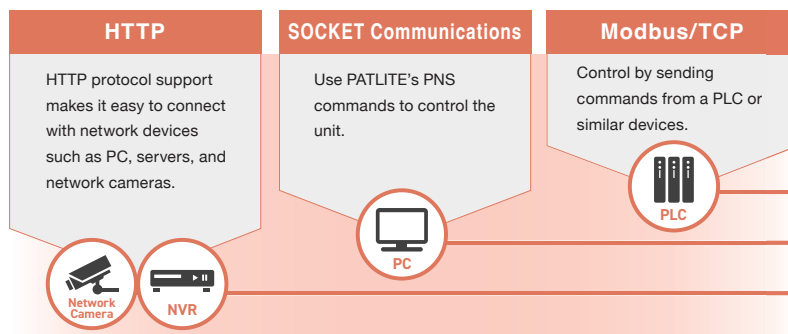 HTTP
HTTP protocol support
makes it easy to connect
with network devices
such as PC, servers, and
network cameras.
Network
Camera
NVR
SOCKET Communications
Use PATLITE's PNS
commands to control the
unit.
PC
Modbus/TCP
Control by sending
commands from a PLC or
similar devices.
PLC